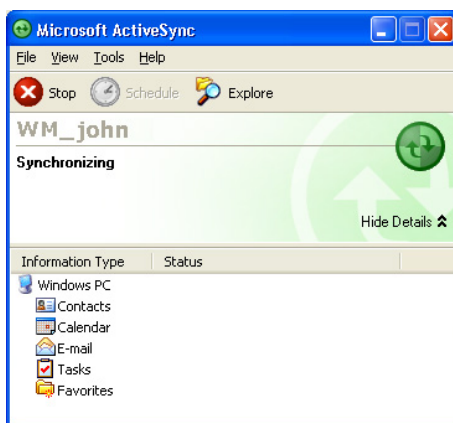 Microsoft ActiveSync
File View Tools Help
Stop Schedule Explore
WM_john
Synchronizing
Hide Details
Information Type Status
Windows PC
Contacts
Calendar
E-mail
Tasks
Favorites